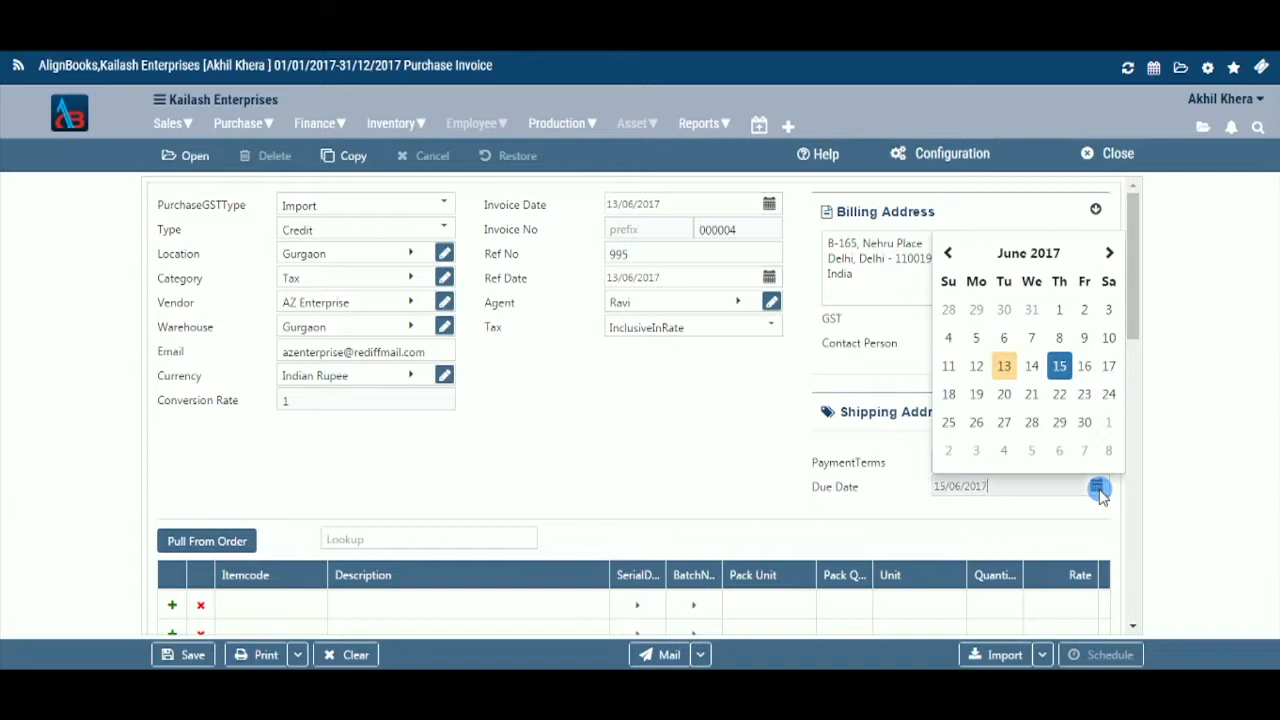 AlignBooks,Kailash Enterprises [Akhil Khera ] 01/01/2017-31/12/2017 Purchase Invoice
AB
Kailash Enterprises
Akhil Khera
Sales Purchase Finance Inventory Employee Production Asset Reports
Open Delete Copy Cancel Restore Help Configuration Close
PurchaseGSTType Import
Type Credit
Location Gurgaon
Category Tax
Vendor AZ Enterprise
Warehouse Gurgaon
Email azenterprise@rediffmail.com
Currency Indian Rupee
Conversion Rate 1
Invoice Date 13/06/2017
Invoice No prefix 000004
Ref No 995
Ref Date 13/06/2017
Agent Ravi
Tax InclusiveInRate
Billing Address
B-165, Nehru Place
Delhi, Delhi - 110019
India
GST
Contact Person
Shipping Addr
PaymentTerms
Due Date 15/06/2017
June 2017
Su Mo Tu We Th Fr Sa
28 29 30 31 1 2 3
4 5 6 7 8 9 10
11 12 13 14 15 16 17
18 19 20 21 22 23 24
25 26 27 28 29 30 1
2 3 4 5 6 7 8
Pull From Order Lookup
Itemcode Description SerialD... BatchN.. Pack Unit Pack Q... Unit Quanti... Rate
Save Print Clear Mail Import Schedule